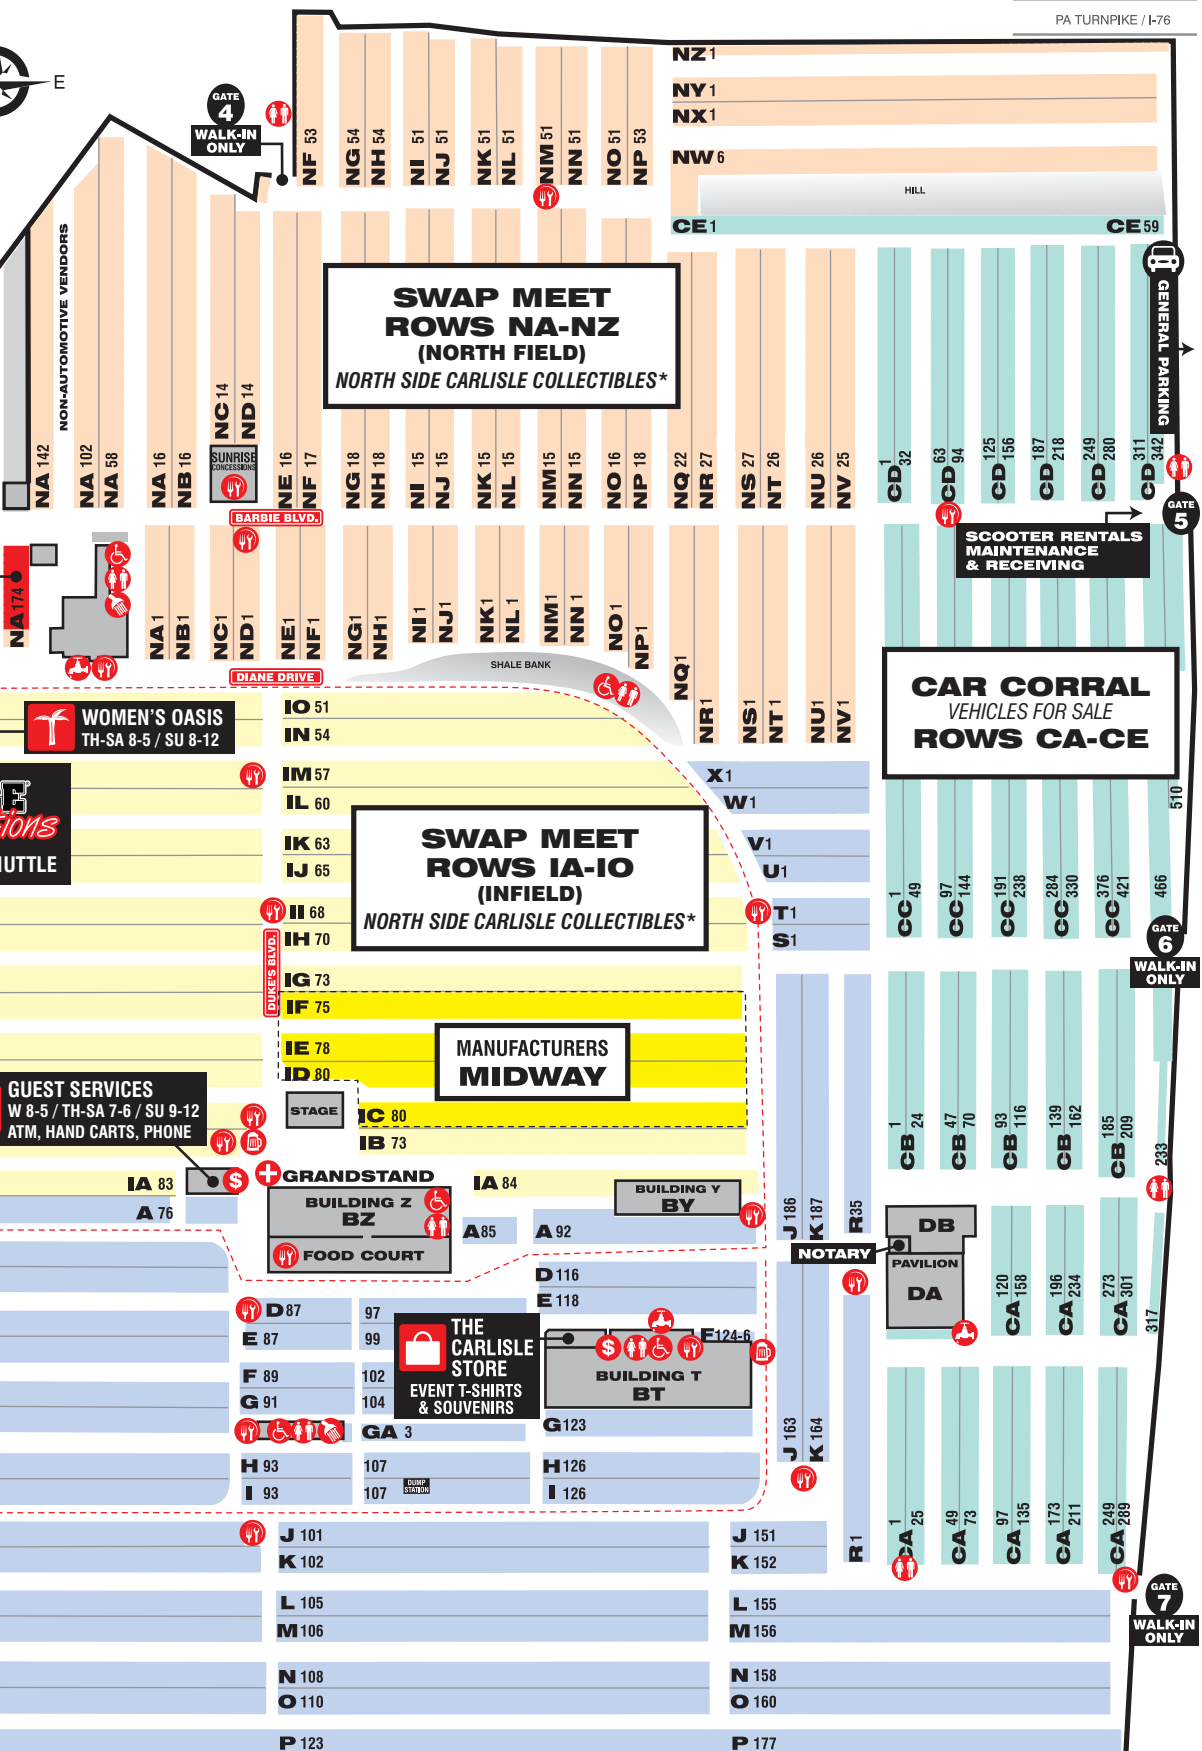 PA TURNPIKE / I-76
E
GATE
4
WALK-IN
ONLY
NF 53
NG 54
NH 54
NI 51
NJ 51
NK 51
NL 51
NM 51
NN 51
NO 51
NP 53
NZ 1
NY 1
NX 1
NW 6
HILL
CE 1
CE 59
NON-AUTOMOTIVE VENDORS
SWAP MEET
ROWS NA-NZ
(NORTH FIELD)
NORTH SIDE CARLISLE COLLECTIBLES*
GENERAL PARKING
NA 142
NA 102
NA 58
NA 16
NB 16
NC 14
ND 14
SUNRISE
CONCESSIONS
NE 16
NF 17
NG 18
NH 18
NI 15
NJ 15
NK 15
NL 15
NM 15
NN 15
NO 16
NP 18
NQ 22
NR 27
NS 27
NT 26
NU 26
NV 25
CD 1
32
CD 63
94
CD 125
156
CD 187
218
CD 249
280
CD 311
342
GATE
5
BARBIE BLVD.
SCOOTER RENTALS
MAINTENANCE
& RECEIVING
NA 174
NA 1
NB 1
NC 1
ND 1
NE 1
NF 1
NG 1
NH 1
NI 1
NJ 1
NK 1
NL 1
NM 1
NN 1
NO 1
NP 1
NQ 1
NR 1
NS 1
NT 1
NU 1
NV 1
SHALE BANK
DIANE DRIVE
CAR CORRAL
VEHICLES FOR SALE
ROWS CA-CE
WOMEN'S OASIS
TH-SA 8-5 / SU 8-12
IO 51
IN 54
IM 57
IL 60
IK 63
IJ 65
II 68
IH 70
IG 73
IF 75
IE 78
ID 80
IC 80
IB 73
X 1
W 1
V 1
U 1
T 1
S 1
SWAP MEET
ROWS IA-IO
(INFIELD)
NORTH SIDE CARLISLE COLLECTIBLES*
DUKE'S BLVD.
510
CC 1
49
CC 97
144
CC 191
238
CC 284
330
CC 376
421
466
GATE
6
WALK-IN
ONLY
MANUFACTURERS
MIDWAY
STAGE
GUEST SERVICES
W 8-5 / TH-SA 7-6 / SU 9-12
ATM, HAND CARTS, PHONE
CB 1
24
CB 47
70
CB 93
116
CB 139
162
CB 185
209
233
IA 83
$
GRANDSTAND
IA 84
A 76
BUILDING Z
BZ
FOOD COURT
A 85
A 92
BUILDING Y
BY
J 186
K 187
R 35
NOTARY
DB
PAVILION
DA
CA 120
158
CA 196
234
CA 273
301
317
D 116
E 118
D 87
97
E 87
99
F 89
102
G 91
104
GA 3
THE
CARLISLE
STORE
EVENT T-SHIRTS
& SOUVENIRS
F 124-6
$
BUILDING T
BT
G 123
H 93
107
I 93
107
DUMP
STATION
H 126
I 126
J 163
K 164
R 1
CA 1
25
CA 49
73
CA 97
135
CA 173
211
CA 249
289
J 101
K 102
L 105
M 106
N 108
O 110
P 123
J 151
K 152
L 155
M 156
N 158
O 160
P 177
GATE
7
WALK-IN
ONLY